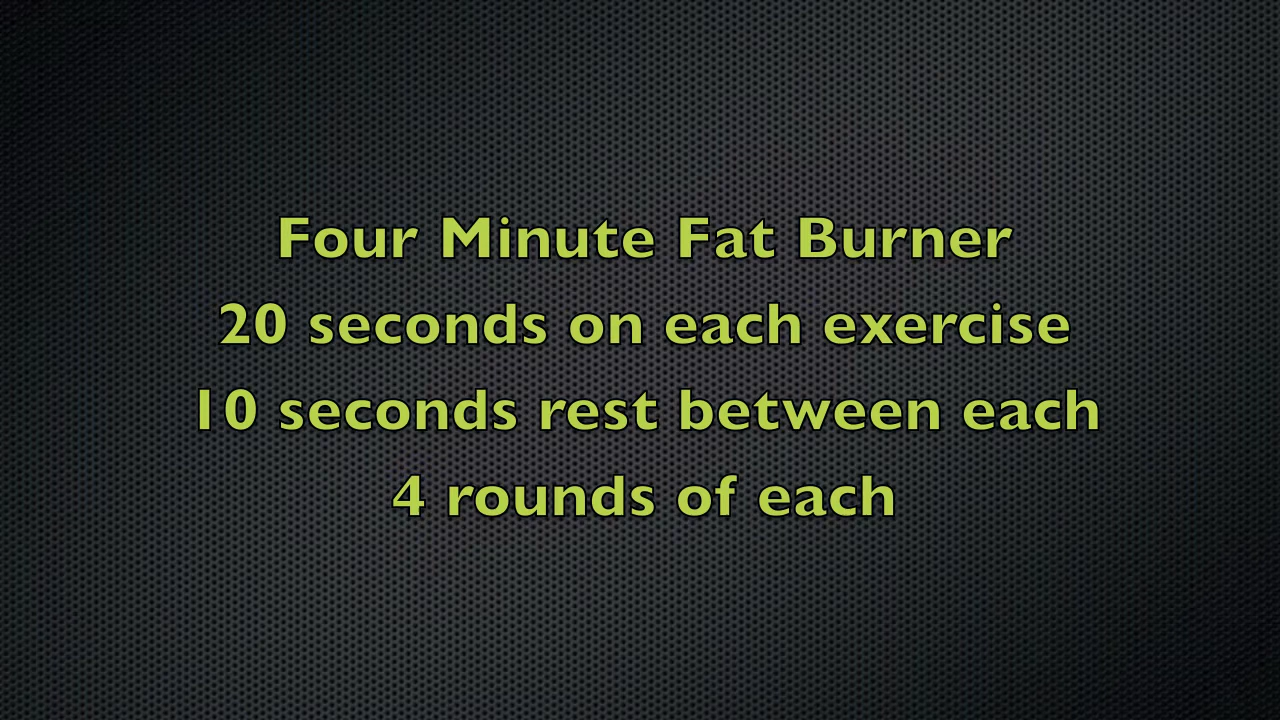 Four Minute Fat Burner
20 seconds on each exercise
10 seconds rest between each
4 rounds of each